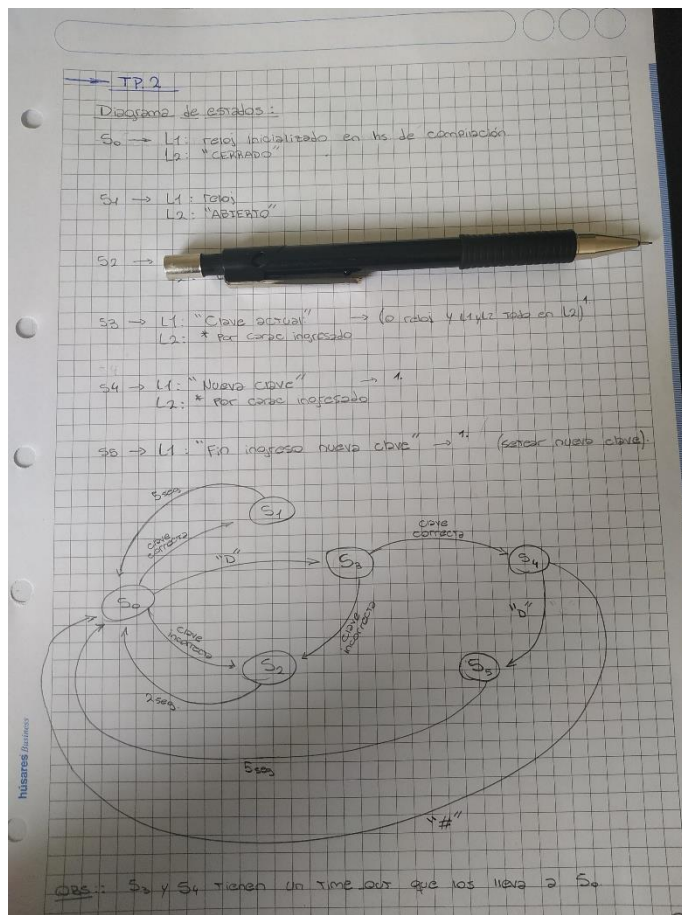 → TP.2
Diagrama de estados:
S0 → L1: reloj inicializado en hs de compilación
L2: "CERRADO"
S1 → L1: reloj
L2: "ABIERTO"
S2 →
S3 → L1: "Clave actual" → (o reloj y L1 y L2 todo en L2)¹
L2: * por carac ingresado
S4 → L1: "Nueva clave" → 1.
L2: * por carac ingresado
S5 → L1: "Fin ingreso nueva clave" → 1. (setear nueva clave).
5 seg
S1
clave correcta
"D"
S3
clave correcta
S4
S0
clave incorrecta
S2
clave incorrecta
"D"
S5
2 seg.
5 seg
"#"
húsares Business
OBS.: S3 y S4 tienen un time out que los lleva a S0